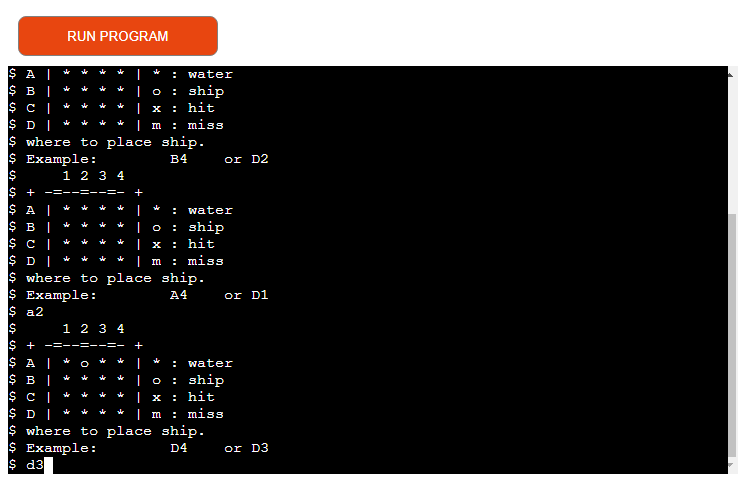 RUN PROGRAM
$ A | * * * * | * : water
$ B | * * * * | o : ship
$ C | * * * * | x : hit
$ D | * * * * | m : miss
$ where to place ship.
$ Example:        B4    or D2
$     1 2 3 4
$ + -=--=--=- +
$ A | * * * * | * : water
$ B | * * * * | o : ship
$ C | * * * * | x : hit
$ D | * * * * | m : miss
$ where to place ship.
$ Example:        A4    or D1
$ a2
$     1 2 3 4
$ + -=--=--=- +
$ A | * o * * | * : water
$ B | * * * * | o : ship
$ C | * * * * | x : hit
$ D | * * * * | m : miss
$ where to place ship.
$ Example:        D4    or D3
$ d3